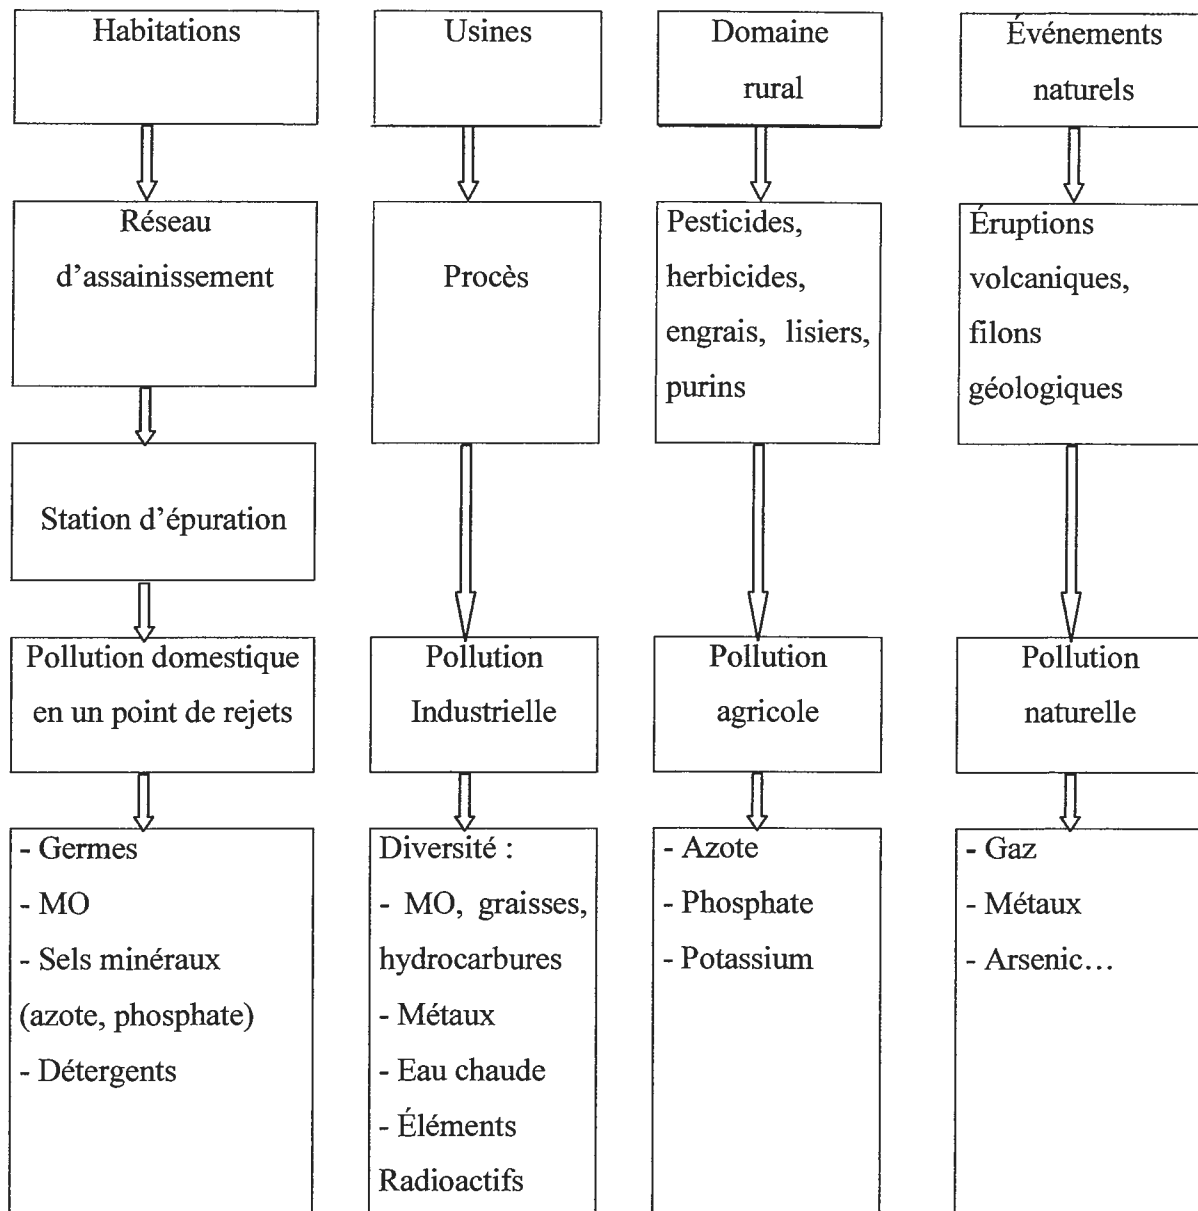 Habitations
Usines
Domaine
rural
Événements
naturels
Réseau
d'assainissement
Procès
Pesticides,
herbicides,
engrais, lisiers,
purins
Éruptions
volcaniques,
filons
géologiques
Station d'épuration
Pollution domestique
en un point de rejets
Pollution
Industrielle
Pollution
agricole
Pollution
naturelle
- Germes
- MO
- Sels minéraux
(azote, phosphate)
- Détergents
Diversité :
- MO, graisses,
hydrocarbures
- Métaux
- Eau chaude
- Éléments
Radioactifs
- Azote
- Phosphate
- Potassium
- Gaz
- Métaux
- Arsenic…